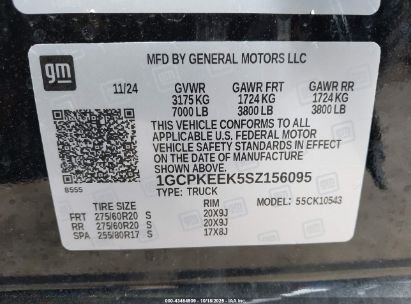 gm
MFD BY GENERAL MOTORS LLC
11/24 GVWR GAWR FRT GAWR RR
3175 KG 1724 KG 1724 KG
7000 LB 3800 LB 3800 LB
THIS VEHICLE CONFORMS TO ALL
APPLICABLE U.S. FEDERAL MOTOR
VEHICLE SAFETY STANDARDS IN
EFFECT ON THE DATE OF
MANUFACTURE SHOWN ABOVE.
1GCPKEEK5SZ156095
8555 TYPE: TRUCK
TIRE SIZE RIM 55CK10543
FRT 275/60R20 S 20X9J
RR 275/60R20 S 20X9J
SPA 255/80R17 S 17X8J